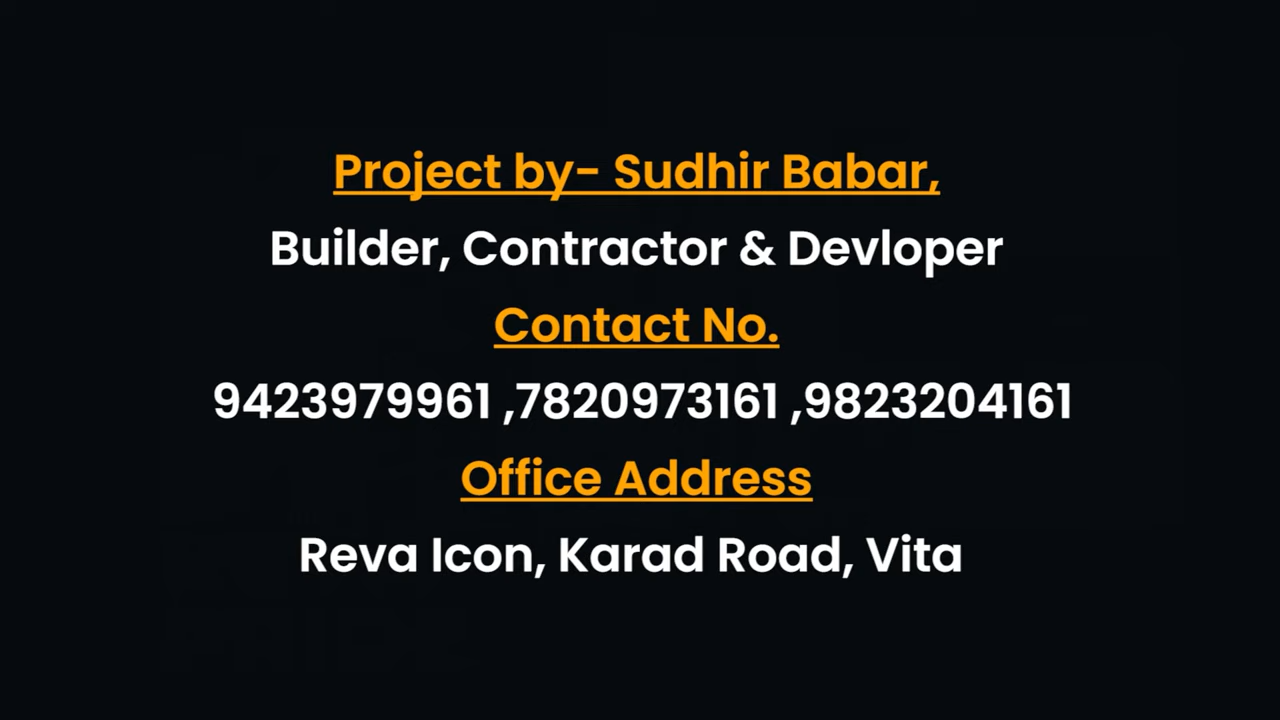 Project by- Sudhir Babar,
Builder, Contractor & Devloper
Contact No.
9423979961 ,7820973161 ,9823204161
Office Address
Reva Icon, Karad Road, Vita